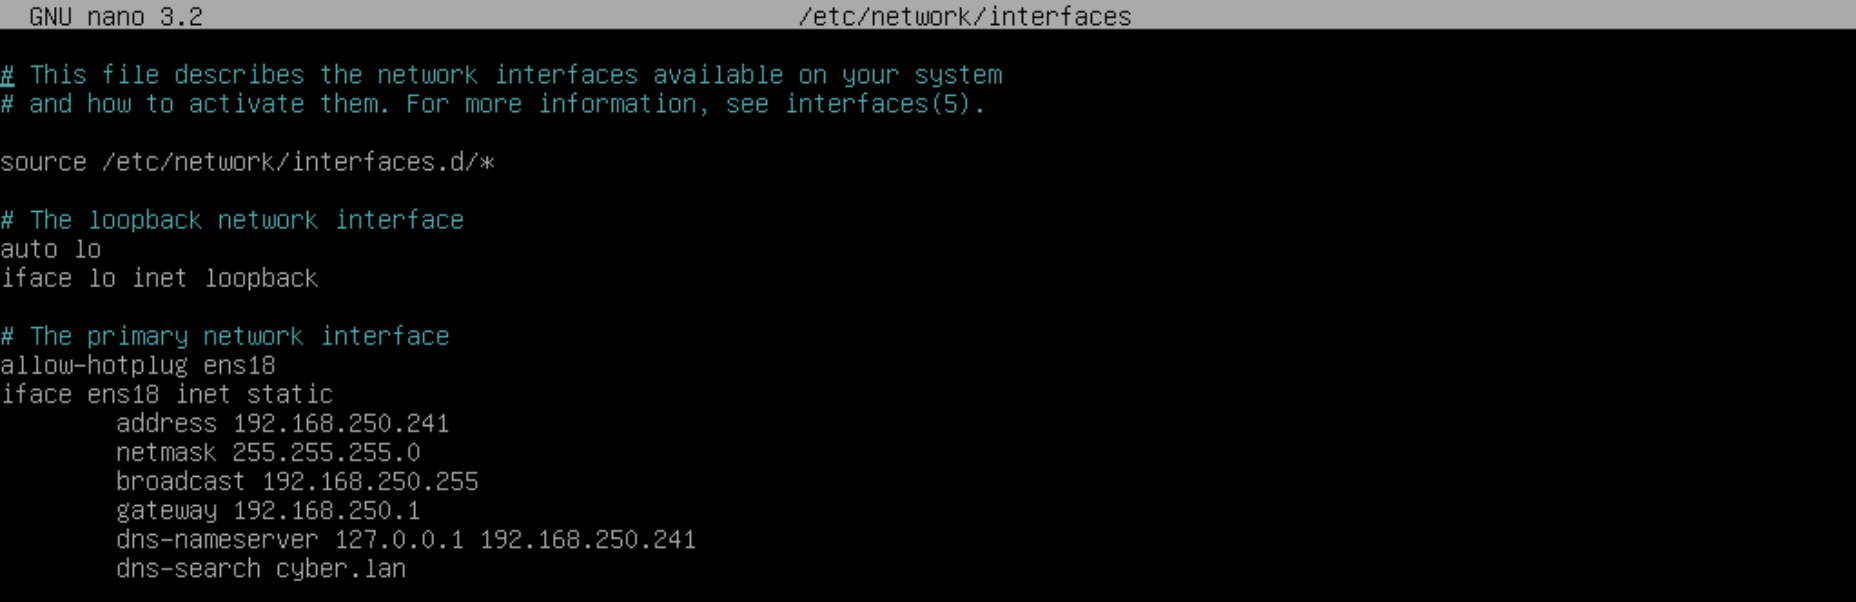 GNU nano 3.2 /etc/network/interfaces
# This file describes the network interfaces available on your system
# and how to activate them. For more information, see interfaces(5).
source /etc/network/interfaces.d/*
# The loopback network interface
auto lo
iface lo inet loopback
# The primary network interface
allow-hotplug ens18
iface ens18 inet static
address 192.168.250.241
netmask 255.255.255.0
broadcast 192.168.250.255
gateway 192.168.250.1
dns-nameserver 127.0.0.1 192.168.250.241
dns-search cyber.lan